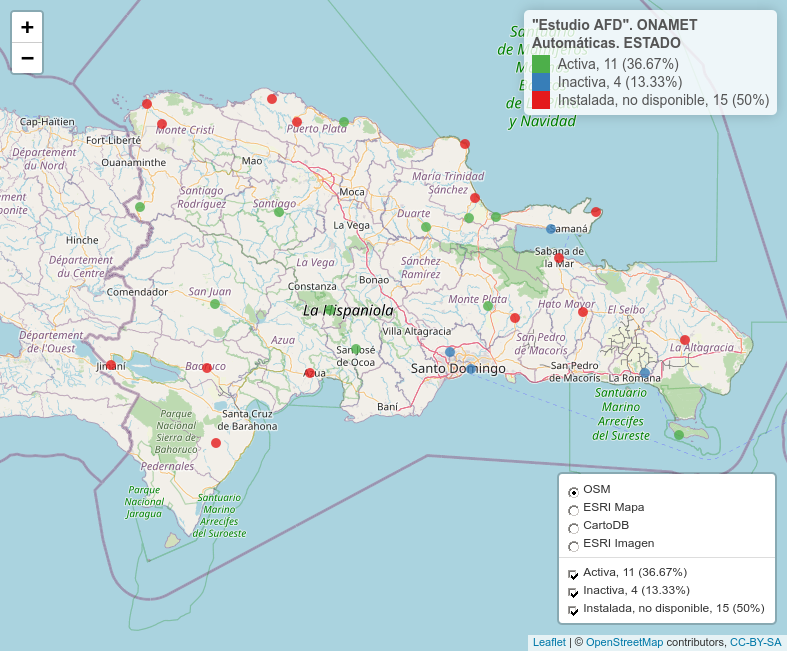 +
−
"Estudio AFD". ONAMET
Automáticas. ESTADO
Activa, 11 (36.67%)
Inactiva, 4 (13.33%)
Instalada, no disponible, 15 (50%)
y Navidad
Cap-Haïtien
Fort-Liberté
Ouanaminthe
Département
du Nord
Monte Cristi
Puerto Plata
Mao
Santiago
Rodríguez
Santiago
Moca
María Trinidad
Sánchez
Duarte
La Vega
Samaná
Sabana de
la Mar
Hinche
Département
du Centre
Comendador
San Juan
La Vega
Constanza
Bonao
Sánchez
Ramírez
La Hispaniola
Monte Plata
Hato Mayor
El Seibo
Villa Altagracia
Département
de l'Ouest
Azua
San José
de Ocoa
San Pedro
de Macorís
La Altagracia
Jimaní
Baoruco
Azua
Santo Domingo
San Pedro
de Macorís
La Romana
Baní
Parque
Nacional
Sierra de
Bahoruco
Santa Cruz
de Barahona
Pedernales
Santuario
Marino
Arrecifes
del Sureste
Parque
Nacional
Jaragua
Santuario
Marino
Arrecifes
del Suroeste
OSM
ESRI Mapa
CartoDB
ESRI Imagen
Activa, 11 (36.67%)
Inactiva, 4 (13.33%)
Instalada, no disponible, 15 (50%)
Leaflet | © OpenStreetMap contributors, CC-BY-SA